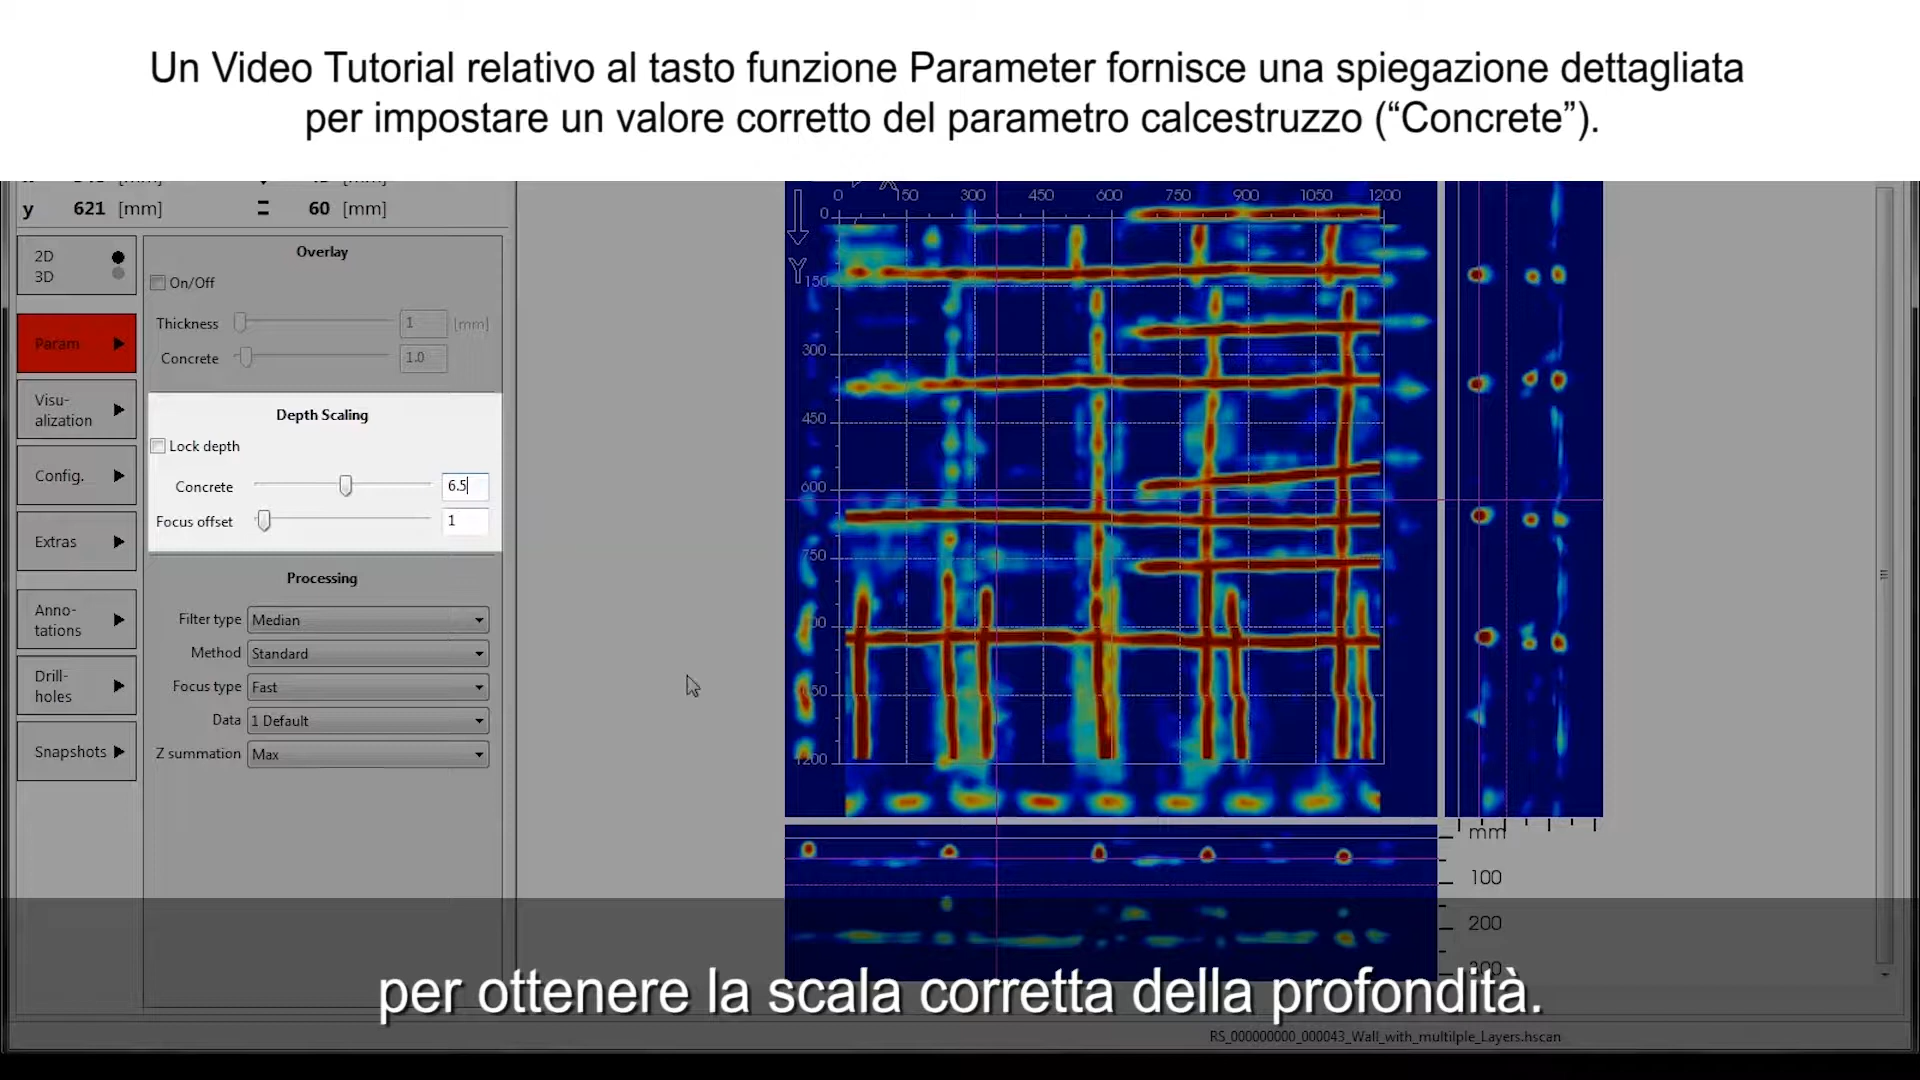 Un Video Tutorial relativo al tasto funzione Parameter fornisce una spiegazione dettagliata
per impostare un valore corretto del parametro calcestruzzo (“Concrete”).
y 621 [mm] = 60 [mm]
2D
3D
Param
Visu-
alization
Config.
Extras
Anno-
tations
Drill-
holes
Snapshots
Overlay
On/Off
Thickness 1 [mm]
Concrete 1.0
Depth Scaling
Lock depth
Concrete 6.5
Focus offset 1
Processing
Filter type Median
Method Standard
Focus type Fast
Data 1 Default
Z summation Max
X
0 150 300 450 600 750 900 1050 1200
Y
0
150
300
450
600
750
1200
mm
100
200
300
per ottenere la scala corretta della profondità.
RS_000000000_000043_Wall_with_multilple_Layers.hscan